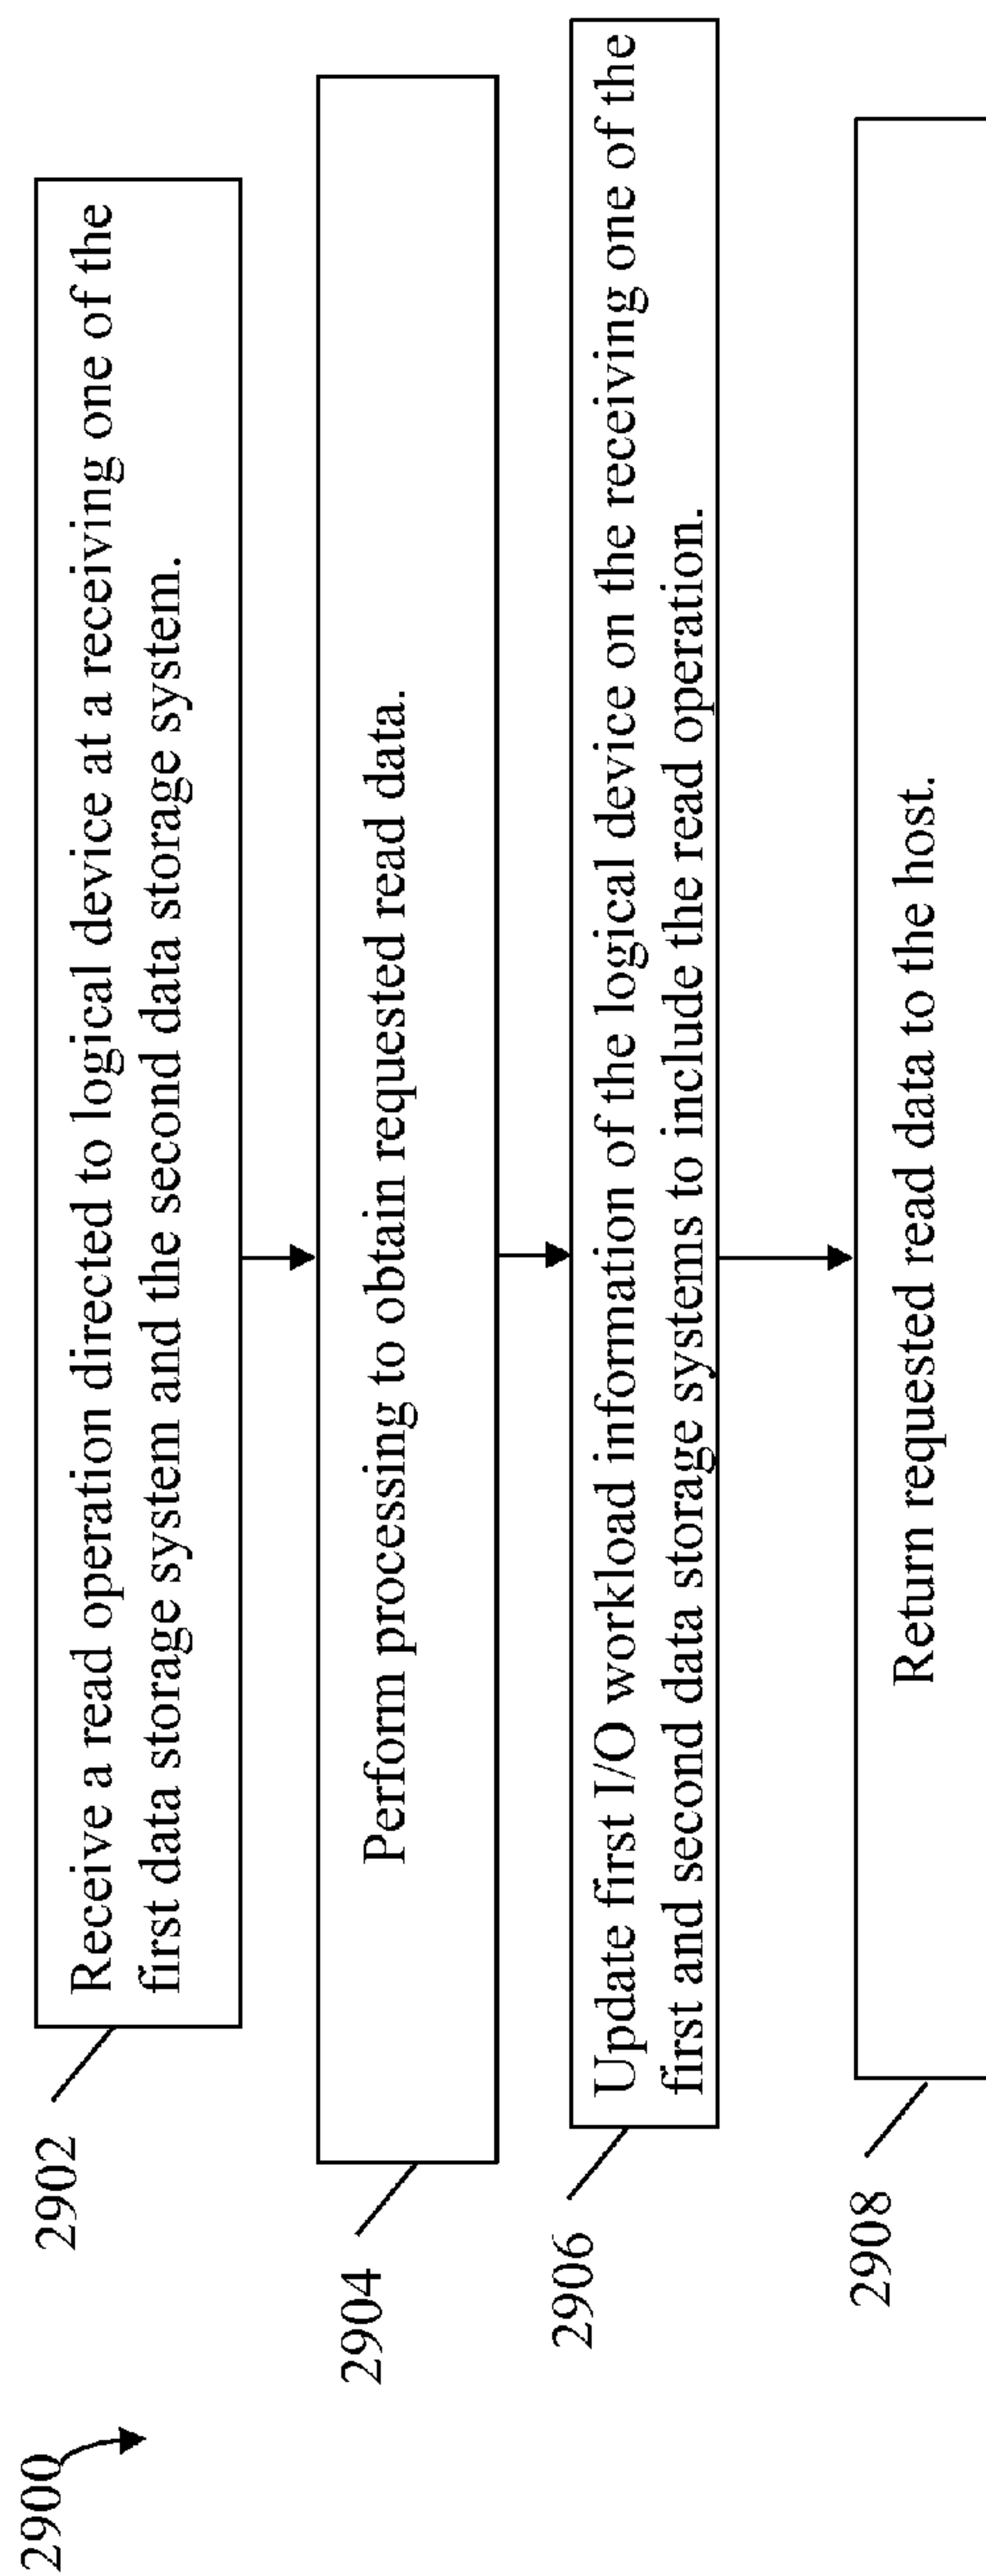 2900
2902
Receive a read operation directed to logical device at a receiving one of the
first data storage system and the second data storage system.
2904
Perform processing to obtain requested read data.
2906
Update first I/O workload information of the logical device on the receiving one of the
first and second data storage systems to include the read operation.
2908
Return requested read data to the host.